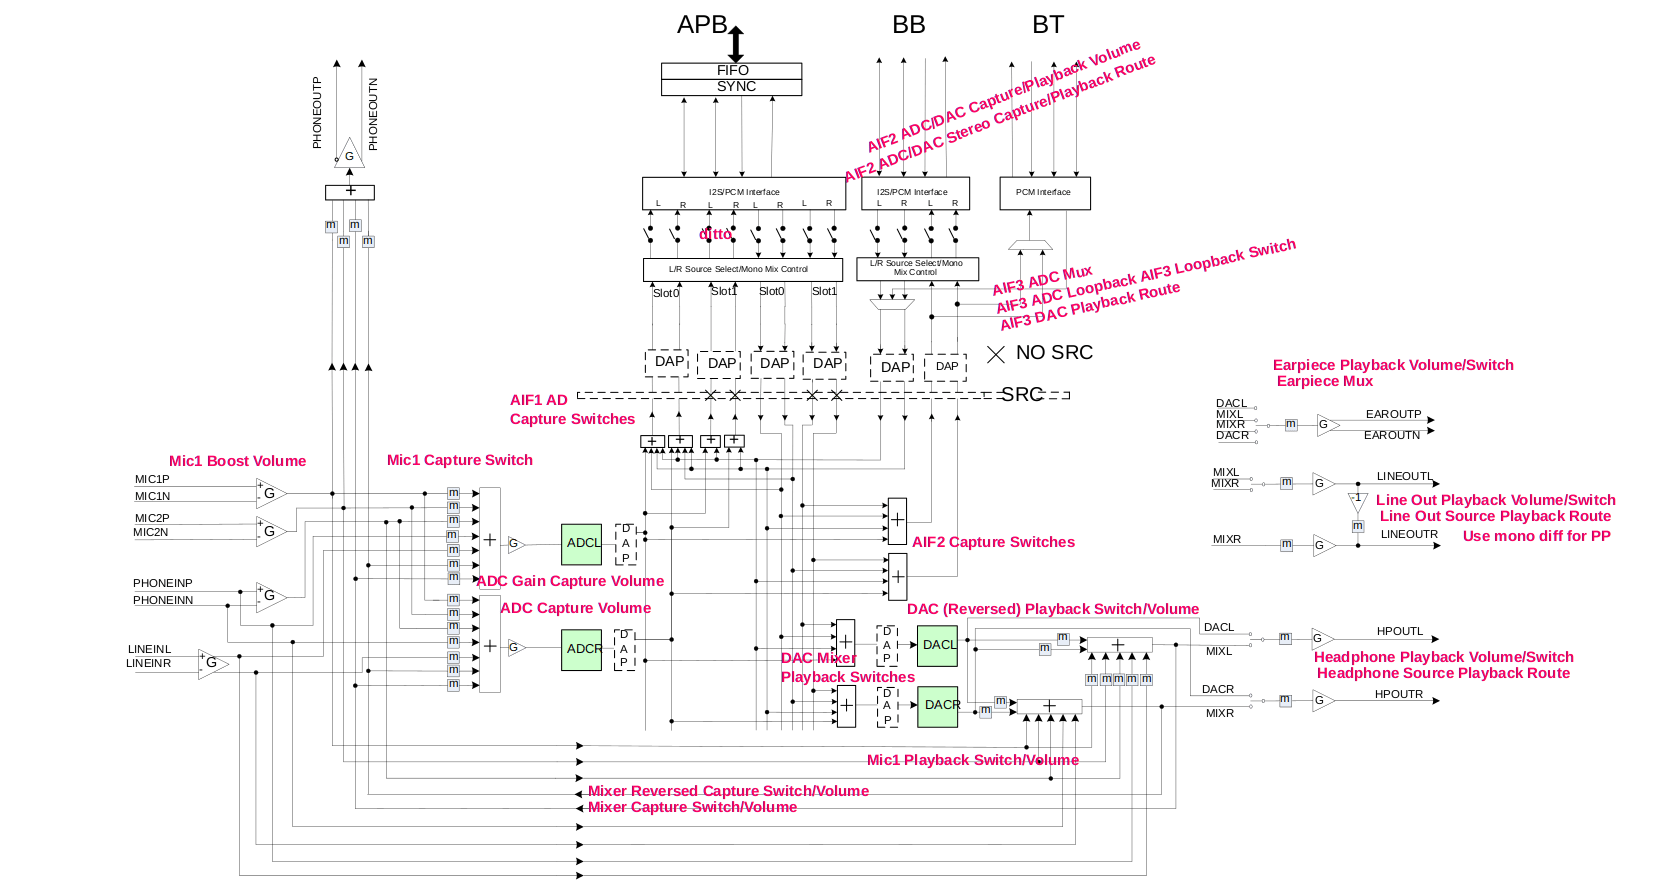 APB
BB
BT
FIFO
SYNC
PHONEOUTP
PHONEOUTN
G
+
m
m
m
m
AIF2 ADC/DAC Capture/Playback Volume
AIF2 ADC/DAC Stereo Capture/Playback Route
I2S/PCM Interface
L R L R L L L R
I2S/PCM Interface
L R L R
PCM Interface
ditto
L/R Source Select/Mono Mix Control
L/R Source Select/Mono
Mix Control
Slot0
Slot1
Slot0
Slot1
AIF3 ADC Mux
AIF3 ADC Loopback AIF3 Loopback Switch
AIF3 DAC Playback Route
DAP
DAP
DAP
DAP
DAP
DAP
NO SRC
SRC
AIF1 AD
Capture Switches
+ + + +
Earpiece Playback Volume/Switch
Earpiece Mux
DACL
MIXL
MIXR
DACR
m
G
EAROUTP
EAROUTN
Mic1 Boost Volume
Mic1 Capture Switch
MIC1P
MIC1N
+
-
G
MIC2P
MIC2N
+
-
G
PHONEINP
PHONEINN
+
-
G
LINEINL
LINEINR
+
-
G
m
m
m
m
m
m
m
+
G
ADCL
D
A
P
ADC Gain Capture Volume
ADC Capture Volume
m
m
m
m
m
m
m
+
G
ADCR
D
A
P
+
AIF2 Capture Switches
+
MIXL
MIXR
m
G
LINEOUTL
-1
m
Line Out Playback Volume/Switch
Line Out Source Playback Route
Use mono diff for PP
MIXR
m
G
LINEOUTR
DAC (Reversed) Playback Switch/Volume
+
D
A
P
DACL
m
m
+
m m m m m
DAC Mixer
Playback Switches
+
D
A
P
DACR
m
m
+
DACL
MIXL
m
G
HPOUTL
Headphone Playback Volume/Switch
Headphone Source Playback Route
DACR
MIXR
m
G
HPOUTR
Mic1 Playback Switch/Volume
Mixer Reversed Capture Switch/Volume
Mixer Capture Switch/Volume